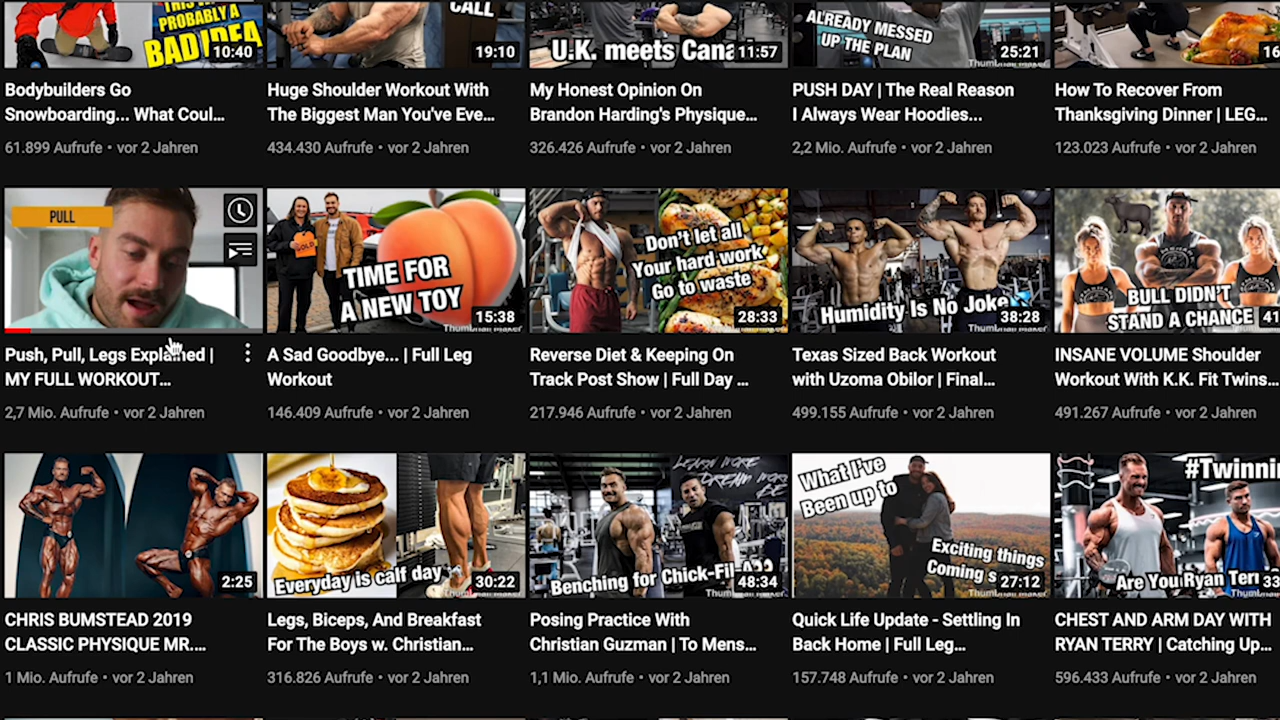 THIS WAS
PROBABLY A
BAD IDEA
10:40
CALL
19:10
U.K. meets Cana
11:57
ALREADY MESSED
UP THE PLAN
25:21
16
Bodybuilders Go
Snowboarding... What Coul...
61.899 Aufrufe • vor 2 Jahren
Huge Shoulder Workout With
The Biggest Man You've Eve...
434.430 Aufrufe • vor 2 Jahren
My Honest Opinion On
Brandon Harding's Physique...
326.426 Aufrufe • vor 2 Jahren
PUSH DAY | The Real Reason
I Always Wear Hoodies...
2,2 Mio. Aufrufe • vor 2 Jahren
How To Recover From
Thanksgiving Dinner | LEG...
123.023 Aufrufe • vor 2 Jahren
PULL
SOLD
TIME FOR
A NEW TOY
15:38
Don't let all
Your hard work
Go to waste
28:33
Humidity Is No Joke
38:28
BULL DIDN'T
STAND A CHANCE
41
Push, Pull, Legs Explained |
MY FULL WORKOUT...
2,7 Mio. Aufrufe • vor 2 Jahren
A Sad Goodbye... | Full Leg
Workout
146.409 Aufrufe • vor 2 Jahren
Reverse Diet & Keeping On
Track Post Show | Full Day ...
217.946 Aufrufe • vor 2 Jahren
Texas Sized Back Workout
with Uzoma Obilor | Final...
499.155 Aufrufe • vor 2 Jahren
INSANE VOLUME Shoulder
Workout With K.K. Fit Twins...
491.267 Aufrufe • vor 2 Jahren
2:25
Everyday is calf day
30:22
LEARN MORE
DREAM MORE
BE
Benching for Chick-Fil-A??
48:34
What I've
Been up to
Exciting things
Coming s
27:12
#Twinni
Are You Ryan Terr
33
CHRIS BUMSTEAD 2019
CLASSIC PHYSIQUE MR....
1 Mio. Aufrufe • vor 2 Jahren
Legs, Biceps, And Breakfast
For The Boys w. Christian...
316.826 Aufrufe • vor 2 Jahren
Posing Practice With
Christian Guzman | To Mens...
1,1 Mio. Aufrufe • vor 2 Jahren
Quick Life Update - Settling In
Back Home | Full Leg...
157.748 Aufrufe • vor 2 Jahren
CHEST AND ARM DAY WITH
RYAN TERRY | Catching Up...
596.433 Aufrufe • vor 2 Jahren